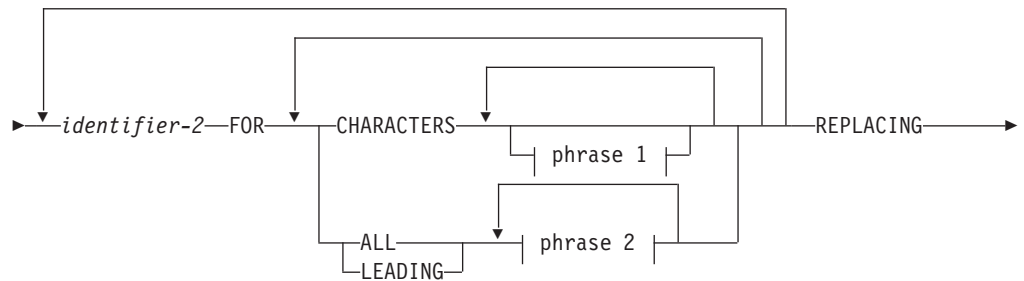 identifier-2 FOR CHARACTERS REPLACING
phrase 1
ALL phrase 2
LEADING